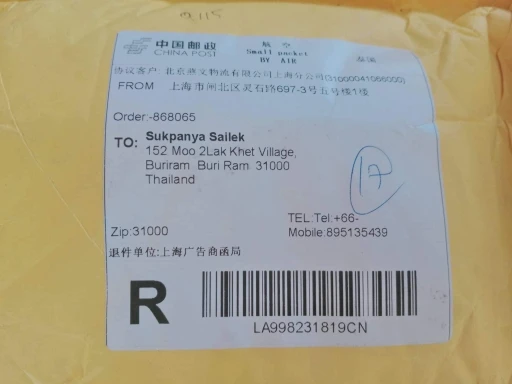 中国邮政 航 空
CHINA POST Small packet
BY AIR 泰国
协议客户: 北京燕文物流有限公司上海分公司(31000041066000)
FROM 上海市闸北区灵石路697-3号五号楼1楼
Order:-868065
TO: Sukpanya Sailek
152 Moo 2Lak Khet Village,
Buriram Buri Ram 31000
Thailand
17
TEL:Tel:+66-
Zip:31000 Mobile:895135439
退件单位:上海广告商函局
R
LA998231819CN